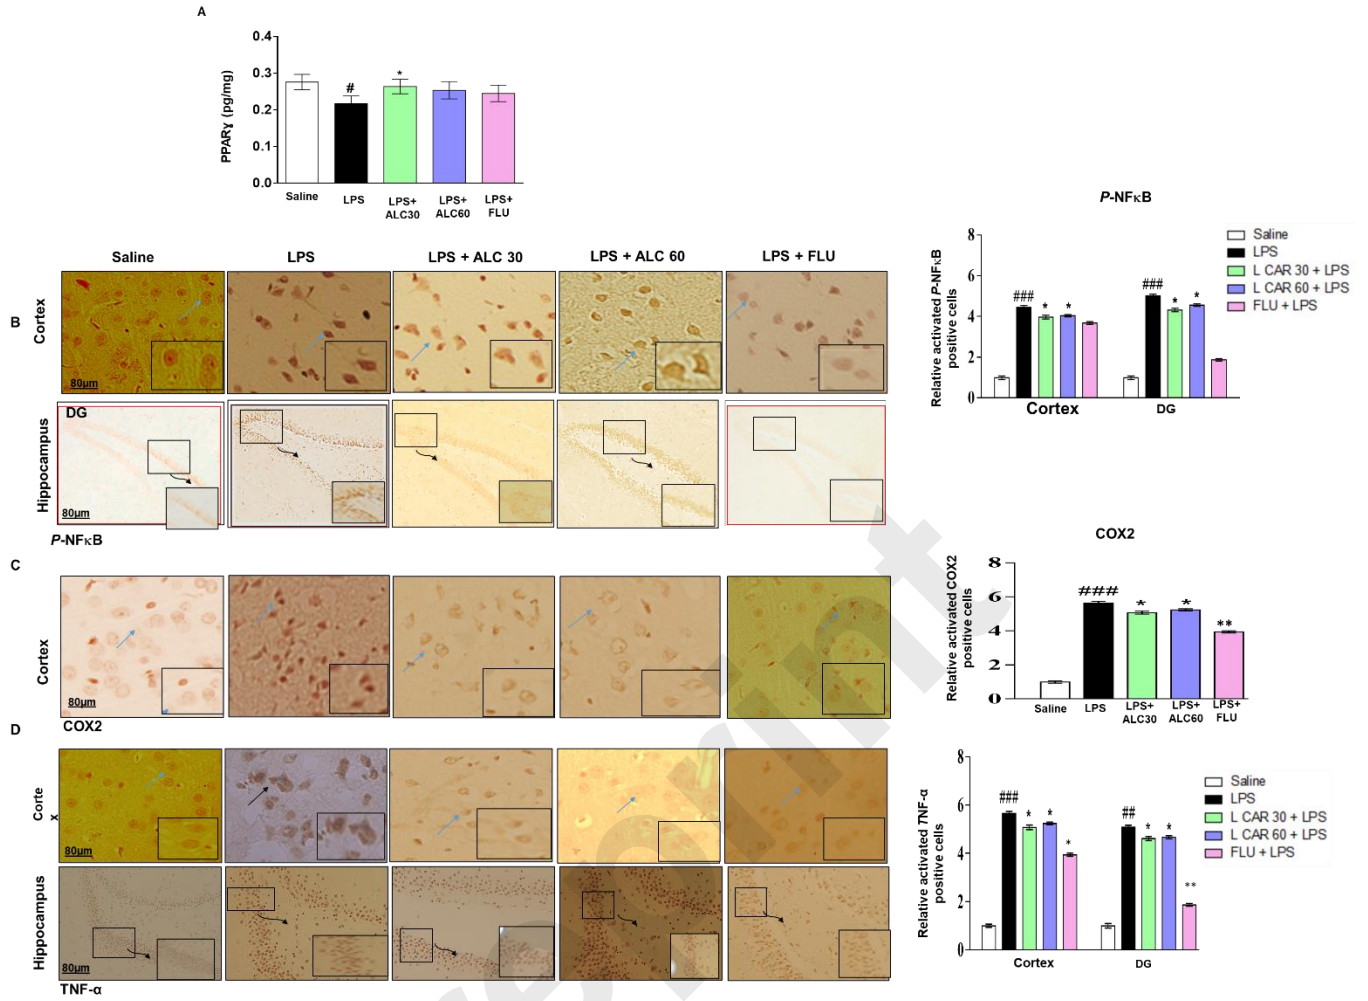 A
0.4
0.3
0.2
0.1
0.0
PPARɣ (pg/mg)
#
*
Saline
LPS
LPS+
ALC30
LPS+
ALC60
LPS+
FLU
Saline
LPS
LPS + ALC 30
LPS + ALC 60
LPS + FLU
B
Cortex
80µm
Hippocampus
DG
80µm
P-NFκB
P-NFκB
Relative activated P-NFκB
positive cells
8
6
4
2
0
###
*
*
###
*
*
Cortex
DG
Saline
LPS
L CAR 30 + LPS
L CAR 60 + LPS
FLU + LPS
C
Cortex
80µm
COX2
COX2
Relative activated COX2
positive cells
8
6
4
2
0
###
*
*
**
Saline
LPS
LPS+
ALC30
LPS+
ALC60
LPS+
FLU
D
Corte
x
80µm
Hippocampus
80µm
TNF-α
Relative activated TNF-α
positive cells
8
6
4
2
0
###
*
*
*
##
*
*
**
Cortex
DG
Saline
LPS
L CAR 30 + LPS
L CAR 60 + LPS
FLU + LPS